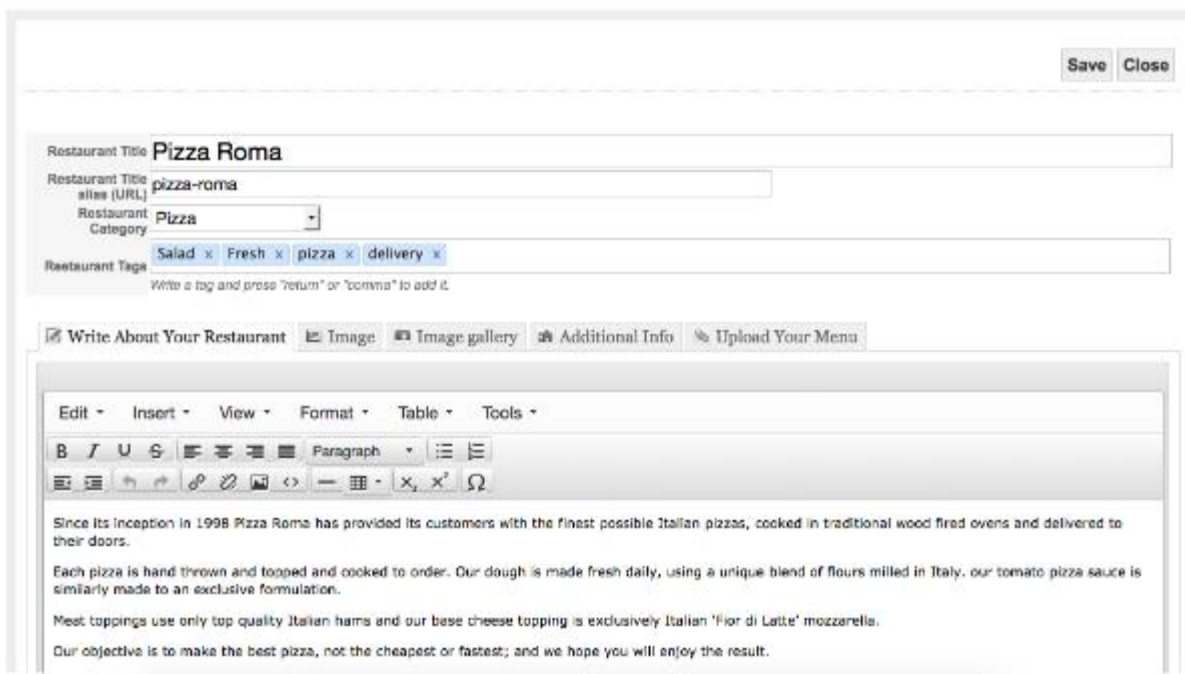 Save Close
Restaurant Title Pizza Roma
Restaurant Title
alias (URL) pizza-roma
Restaurant
Category Pizza
Restaurant Tags Salad x Fresh x pizza x delivery x
Write a tag and press "return" or "comma" to add it.
Write About Your Restaurant Image Image gallery Additional Info Upload Your Menu
Edit Insert View Format Table Tools
B I U S Paragraph
x, x² Ω
Since its inception in 1998 Pizza Roma has provided its customers with the finest possible Italian pizzas, cooked in traditional wood fired ovens and delivered to
their doors.
Each pizza is hand thrown and topped and cooked to order. Our dough is made fresh daily, using a unique blend of flours milled in Italy. our tomato pizza sauce is
similarly made to an exclusive formulation.
Meat toppings use only top quality Italian hams and our base cheese topping is exclusively Italian 'Fior di Latte' mozzarella.
Our objective is to make the best pizza, not the cheapest or fastest; and we hope you will enjoy the result.